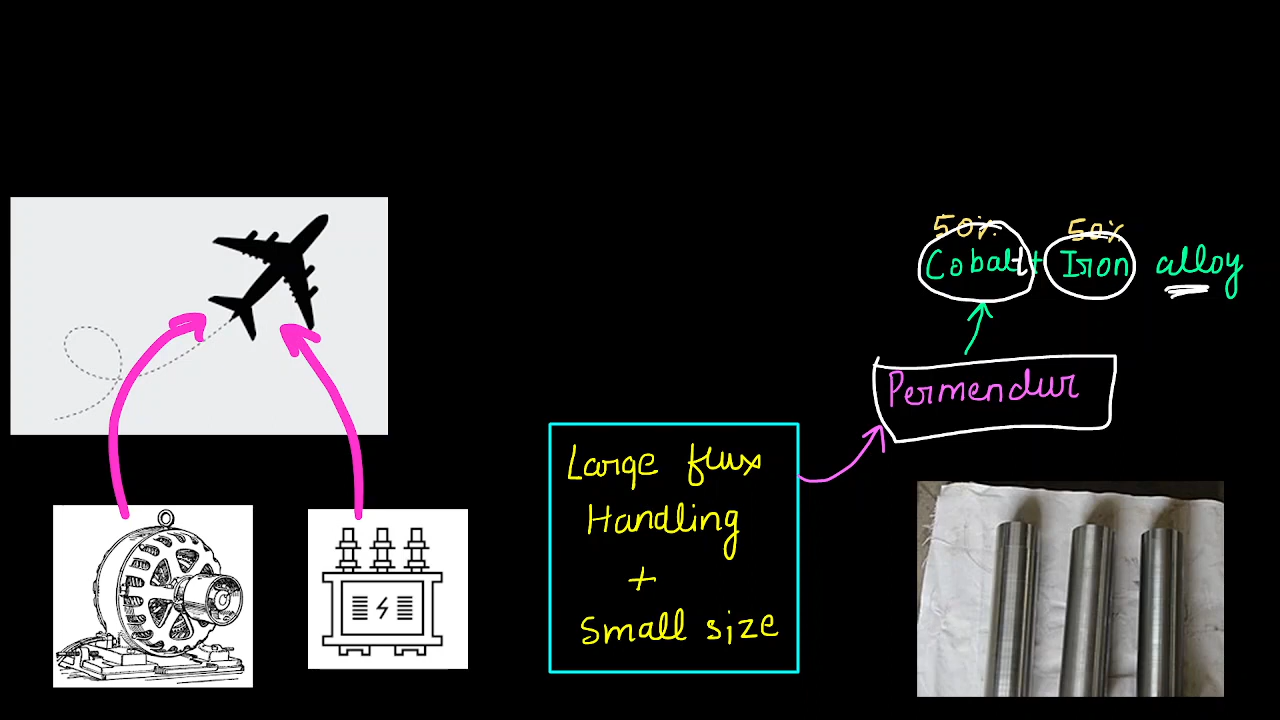 50% 50%
Cobalt + Iron alloy
Permendur
Large flux
Handling
+
Small size